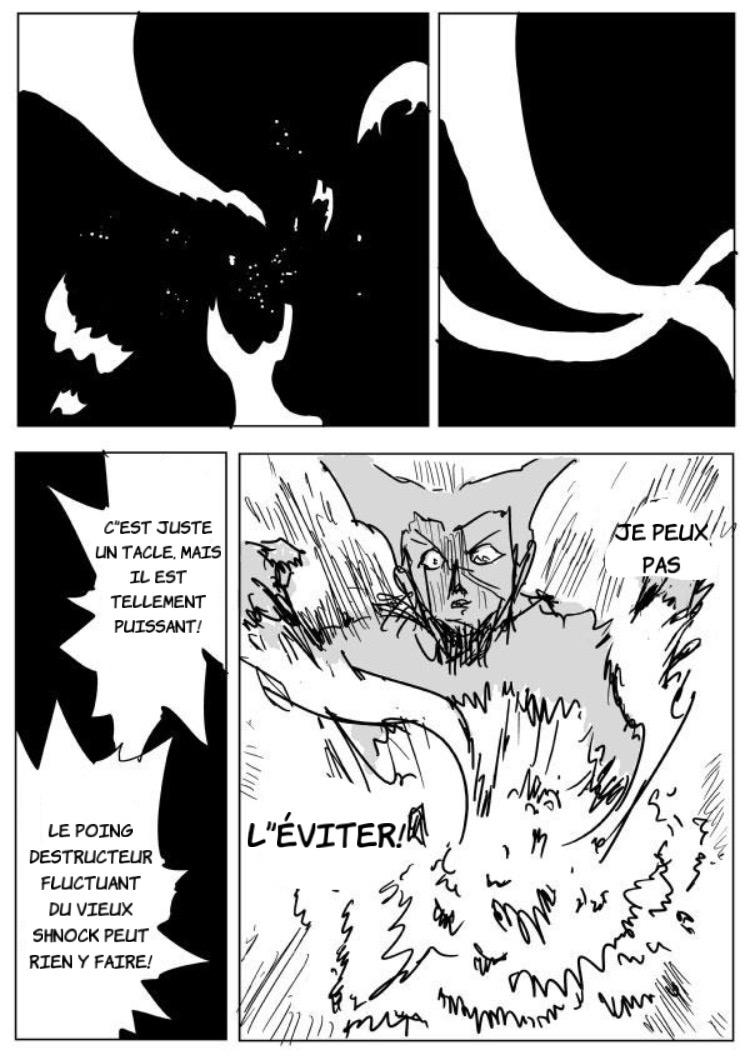 C"EST JUSTE
UN TACLE, MAIS
IL EST
TELLEMENT
PUISSANT!
LE POING
DESTRUCTEUR
FLUCTUANT
DU VIEUX
SHNOCK PEUT
RIEN Y FAIRE!
JE PEUX
PAS
L"ÉVITER!